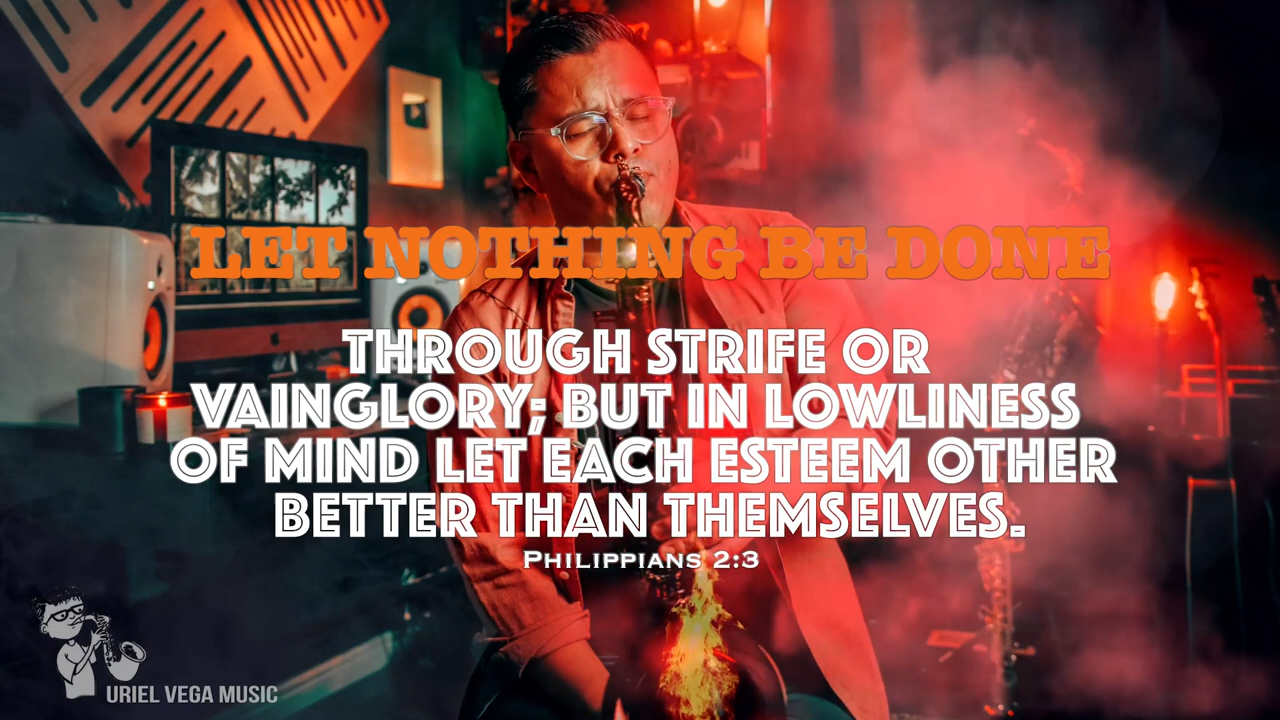 LET NOTHING BE DONE
THROUGH STRIFE OR
VAINGLORY; BUT IN LOWLINESS
OF MIND LET EACH ESTEEM OTHER
BETTER THAN THEMSELVES.
PHILIPPIANS 2:3
URIEL VEGA MUSIC